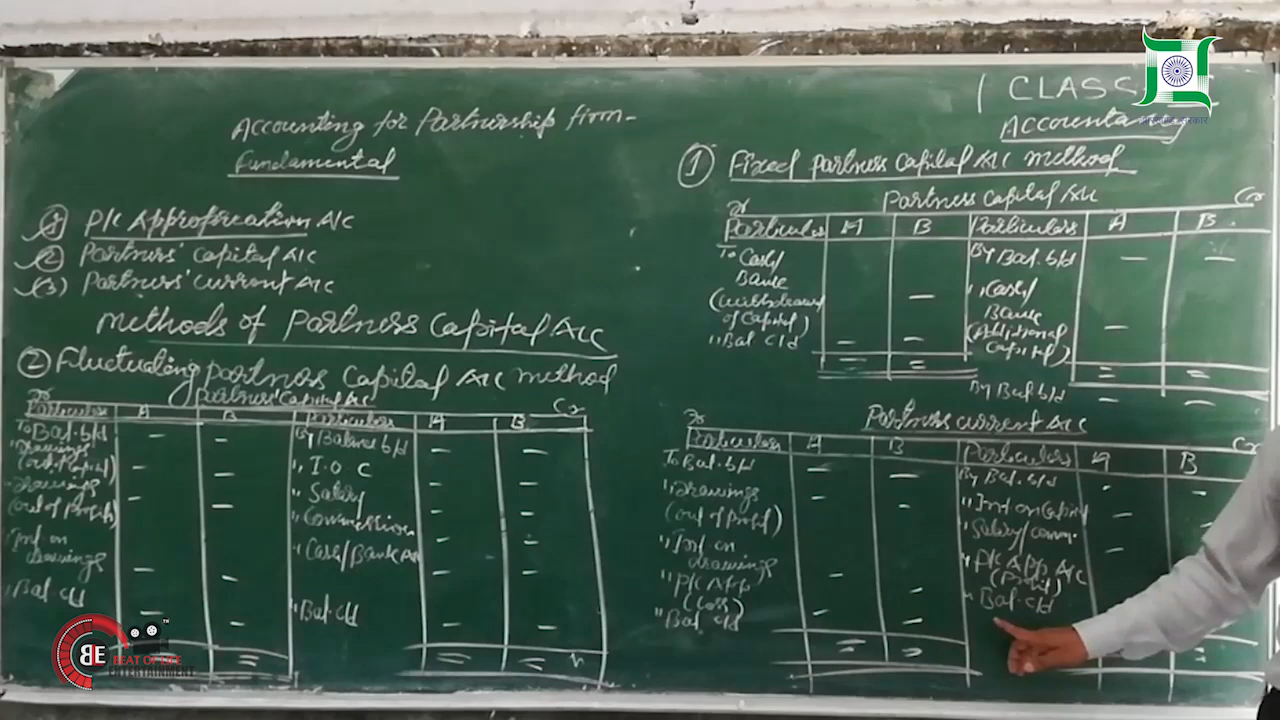 CLASS
Accountancy
Accounting for Partnership firm-
Fundamental
(1) P/L Appropriation A/C
(2) Partners' Capital A/C
(3) Partners' Current A/C
Methods of Partners Capital A/C
(2) Fluctuating partners Capital A/C method
Partners' Capital A/C
Dr Cr
Particulars A B Particulars A B
To Bal. b/d By Balance b/d
" Drawings " I.O C
(out of Capital) " Salary
" Drawings " Commission
(out of profit) " Cash/Bank A/c
" Int on
drawings
" Bal c/d " Bal c/d
(1) Fixed Partners Capital A/C method
Partners Capital A/C
Dr Cr
Particulars A B Particulars A B
To Cash/ By Bal. b/d
Bank " Cash/
(withdrawal Bank
of Capital) (Additional
" Bal c/d Capital)
By Bal b/d
Partners Current A/C
Dr Cr
Particulars A B Particulars A B
To Bal. b/d By Bal. b/d
" Drawings " Int on Capital
(out of Profit) " Salary/comm.
" Int on " P/L App A/C
drawings (Profit)
" P/L App " Bal. c/d
(Loss)
" Bal c/d
BE
BEAT OF LIFE
ENTERTAINMENT
TM